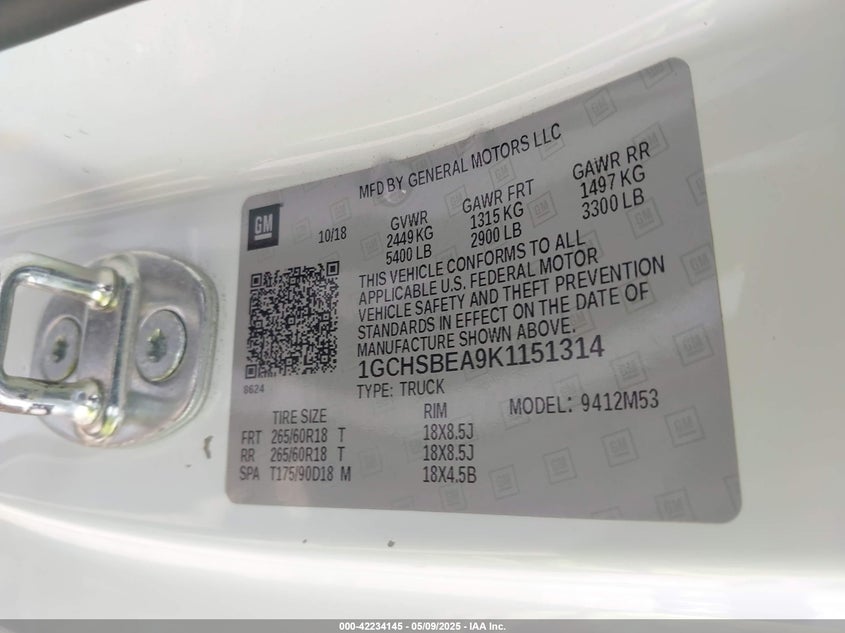 MFD BY GENERAL MOTORS LLC
GM
10/18
GVWR GAWR FRT GAWR RR
2449 KG 1315 KG 1497 KG
5400 LB 2900 LB 3300 LB
THIS VEHICLE CONFORMS TO ALL
APPLICABLE U.S. FEDERAL MOTOR
VEHICLE SAFETY AND THEFT PREVENTION
STANDARDS IN EFFECT ON THE DATE OF
MANUFACTURE SHOWN ABOVE.
1GCHSBEA9K1151314
8624
TYPE: TRUCK
MODEL: 9412M53
TIRE SIZE RIM
FRT 265/60R18 T 18X8.5J
RR 265/60R18 T 18X8.5J
SPA T175/90D18 M 18X4.5B
000-42234145 - 05/09/2025 - IAA Inc.